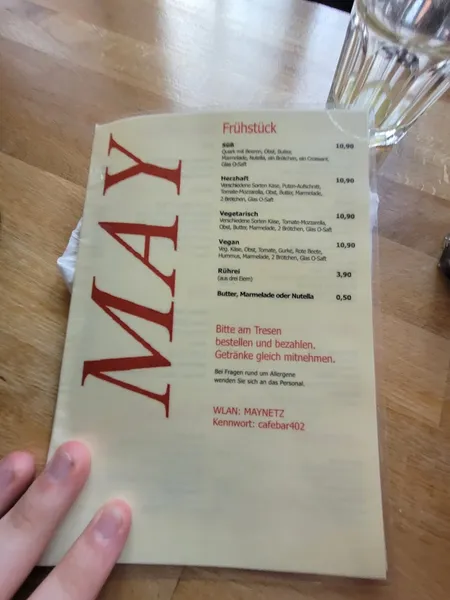 MAY
Frühstück
Süß 10,90
Quark mit Beeren, Obst, Butter,
Marmelade, Nutella, ein Brötchen, ein Croissant,
Glas O-Saft
Herzhaft 10,90
Verschiedene Sorten Käse, Puten-Aufschnitt,
Tomate-Mozzarella, Obst, Butter, Marmelade,
2 Brötchen, Glas O-Saft
Vegetarisch 10,90
Verschiedene Sorten Käse, Tomate-Mozzarella,
Obst, Butter, Marmelade, 2 Brötchen, Glas O-Saft
Vegan 10,90
Veg. Käse, Obst, Tomate, Gurke, Rote Beete,
Hummus, Marmelade, 2 Brötchen, Glas O-Saft
Rührei 3,90
(aus drei Eiern)
Butter, Marmelade oder Nutella 0,50
Bitte am Tresen
bestellen und bezahlen.
Getränke gleich mitnehmen.
Bei Fragen rund um Allergene
wenden Sie sich an das Personal.
WLAN: MAYNETZ
Kennwort: cafebar402